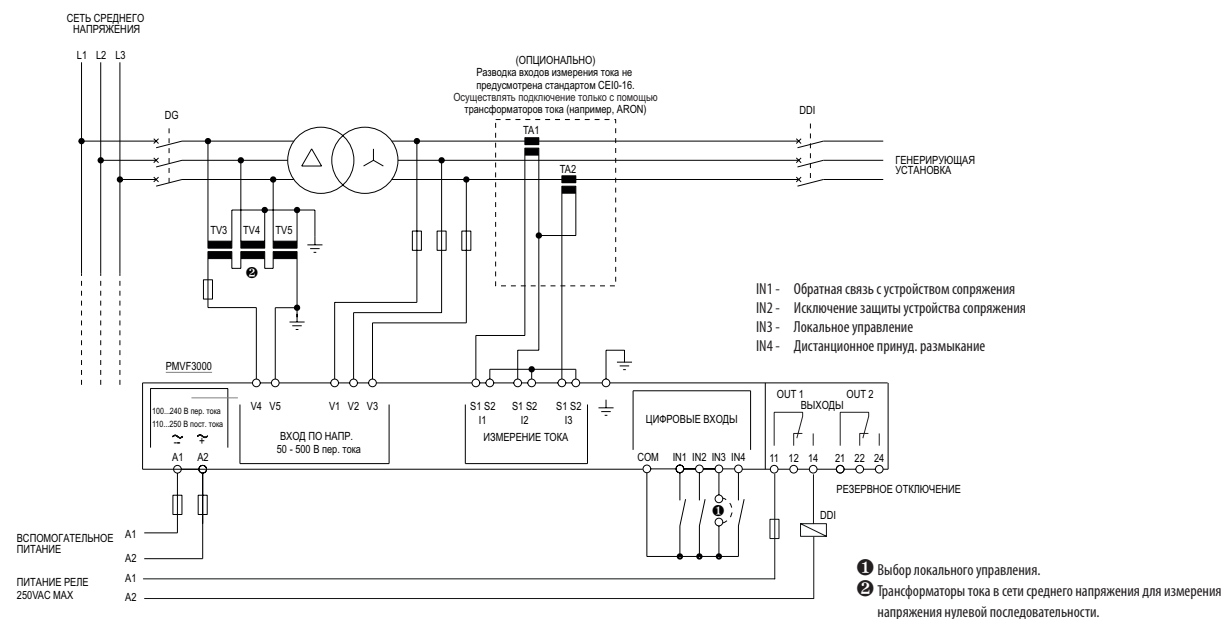 СЕТЬ СРЕДНЕГО
НАПРЯЖЕНИЯ
L1 L2 L3
DG
(ОПЦИОНАЛЬНО)
Разводка входов измерения тока не
предусмотрена стандартом CEI0-16.
Осуществлять подключение только с помощью
трансформаторов тока (например, ARON)
TA1
TA2
DDI
ГЕНЕРИРУЮЩАЯ
УСТАНОВКА
TV3 TV4 TV5
❷
IN1 - Обратная связь с устройством сопряжения
IN2 - Исключение защиты устройства сопряжения
IN3 - Локальное управление
IN4 - Дистанционное принуд. размыкание
PMVF3000
100...240 В пер. тока
110...250 В пост. тока
A1 A2
V4 V5 V1 V2 V3
ВХОД ПО НАПР.
50 - 500 В пер. тока
S1 S2 S1 S2 S1 S2
I1 I2 I3
ИЗМЕРЕНИЕ ТОКА
ЦИФРОВЫЕ ВХОДЫ
COM IN1 IN2 IN3 IN4
OUT 1 OUT 2
ВЫХОДЫ
11 12 14 21 22 24
РЕЗЕРВНОЕ ОТКЛЮЧЕНИЕ
❶
DDI
ВСПОМОГАТЕЛЬНОЕ
ПИТАНИЕ
A1
A2
ПИТАНИЕ РЕЛЕ
250VAC MAX
A1
A2
❶ Выбор локального управления.
❷ Трансформаторы тока в сети среднего напряжения для измерения
напряжения нулевой последовательности.